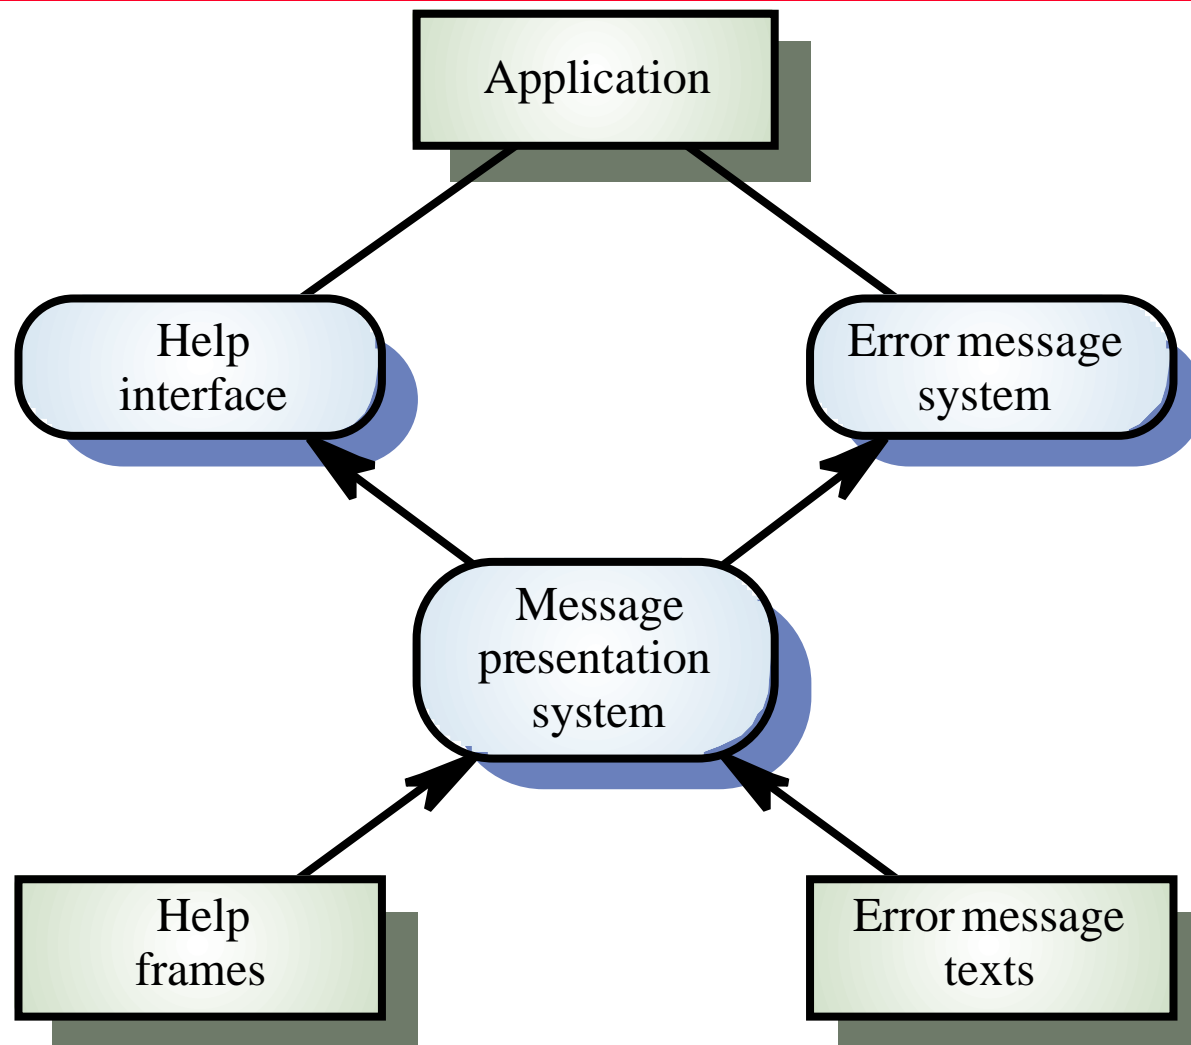 Application
Help
interface
Error message
system
Message
presentation
system
Help
frames
Error message
texts